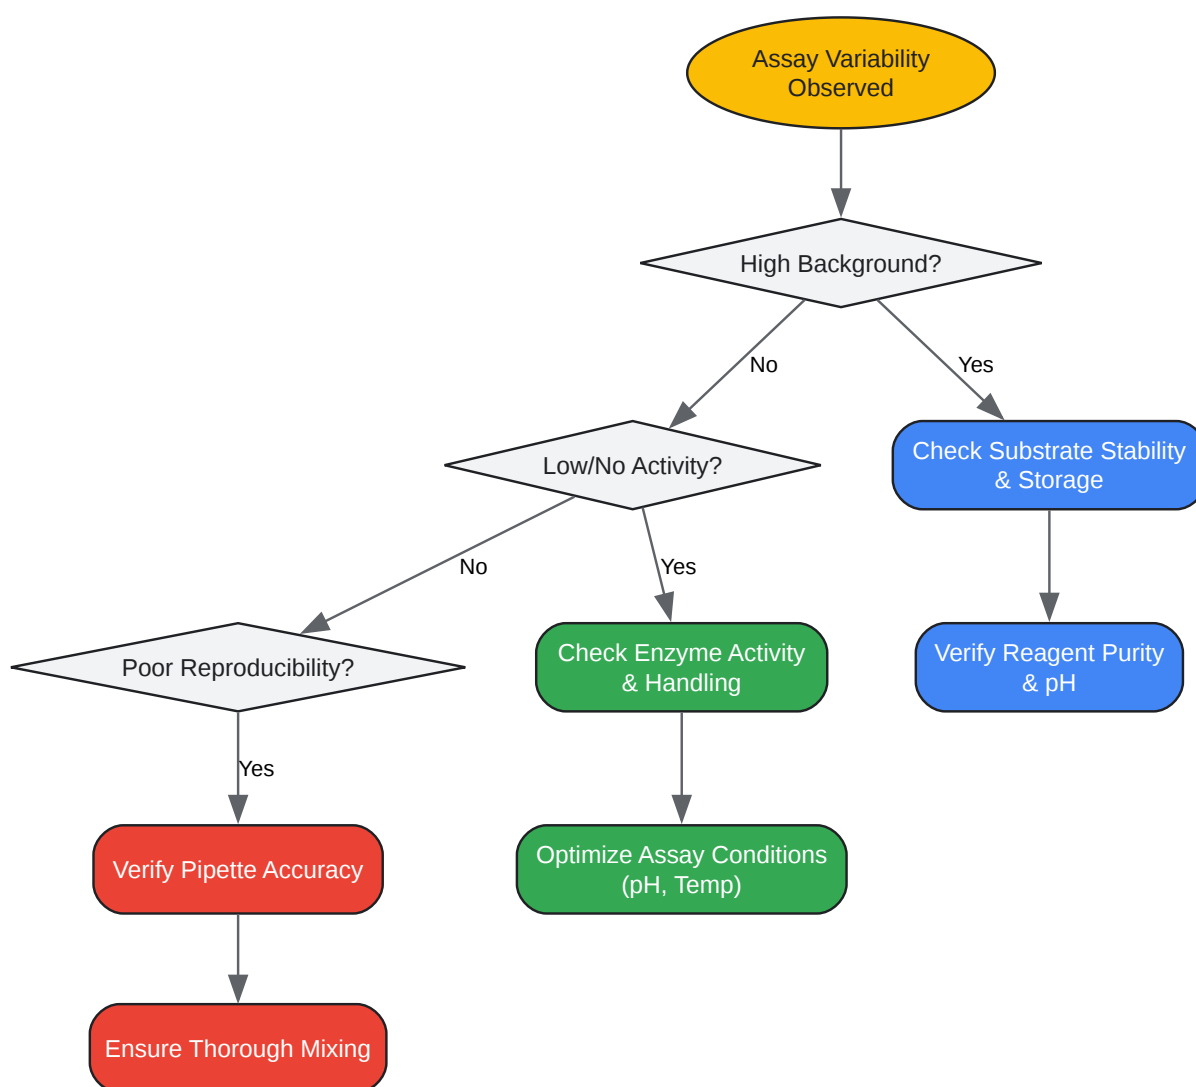 Assay Variability
Observed
High Background?
No
Yes
Low/No Activity?
Check Substrate Stability
& Storage
No
Yes
Poor Reproducibility?
Check Enzyme Activity
& Handling
Verify Reagent Purity
& pH
Yes
Verify Pipette Accuracy
Optimize Assay Conditions
(pH, Temp)
Ensure Thorough Mixing